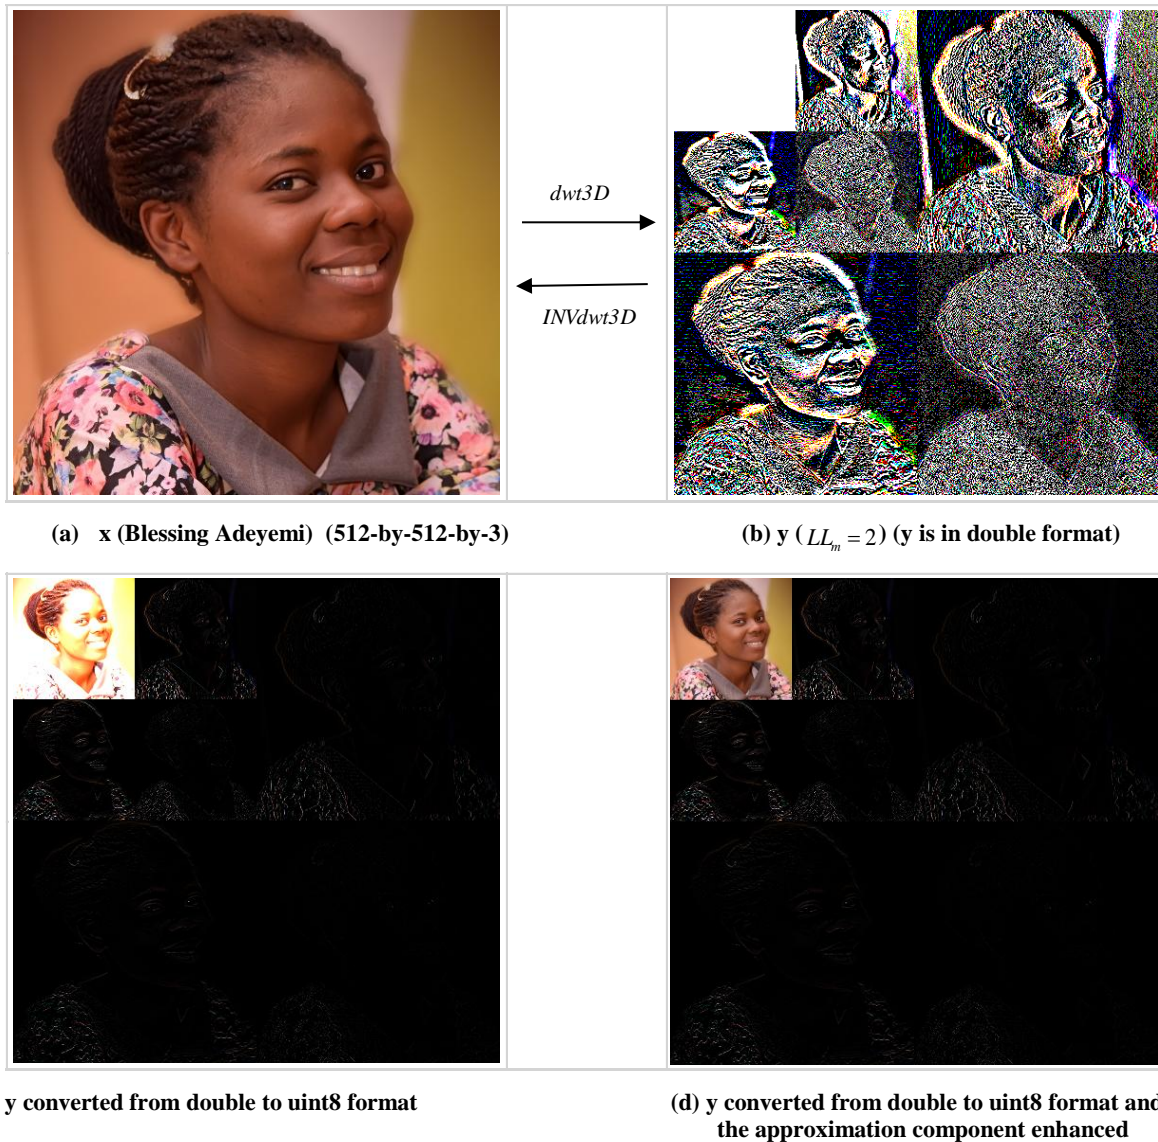 dwt3D
INVdwt3D
(a) x (Blessing Adeyemi) (512-by-512-by-3)
(b) y ( LLm = 2 ) (y is in double format)
y converted from double to uint8 format
(d) y converted from double to uint8 format and
the approximation component enhanced